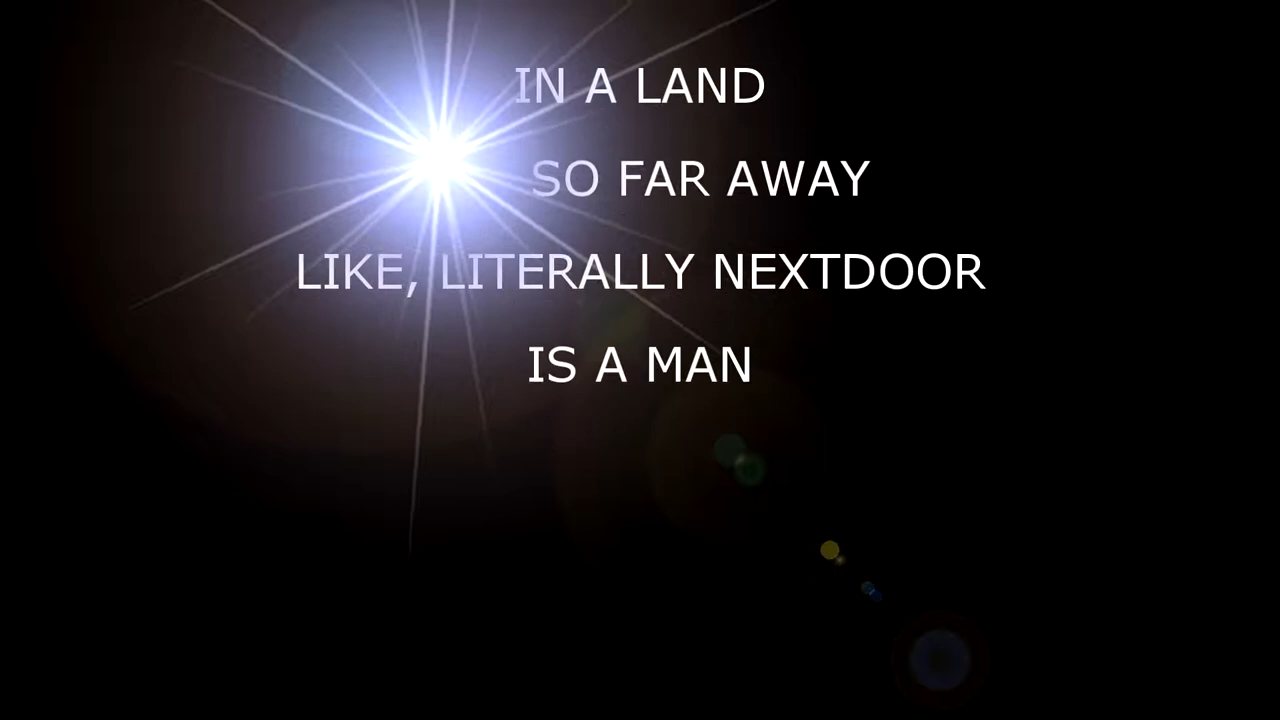 IN A LAND
SO FAR AWAY
LIKE, LITERALLY NEXTDOOR
IS A MAN